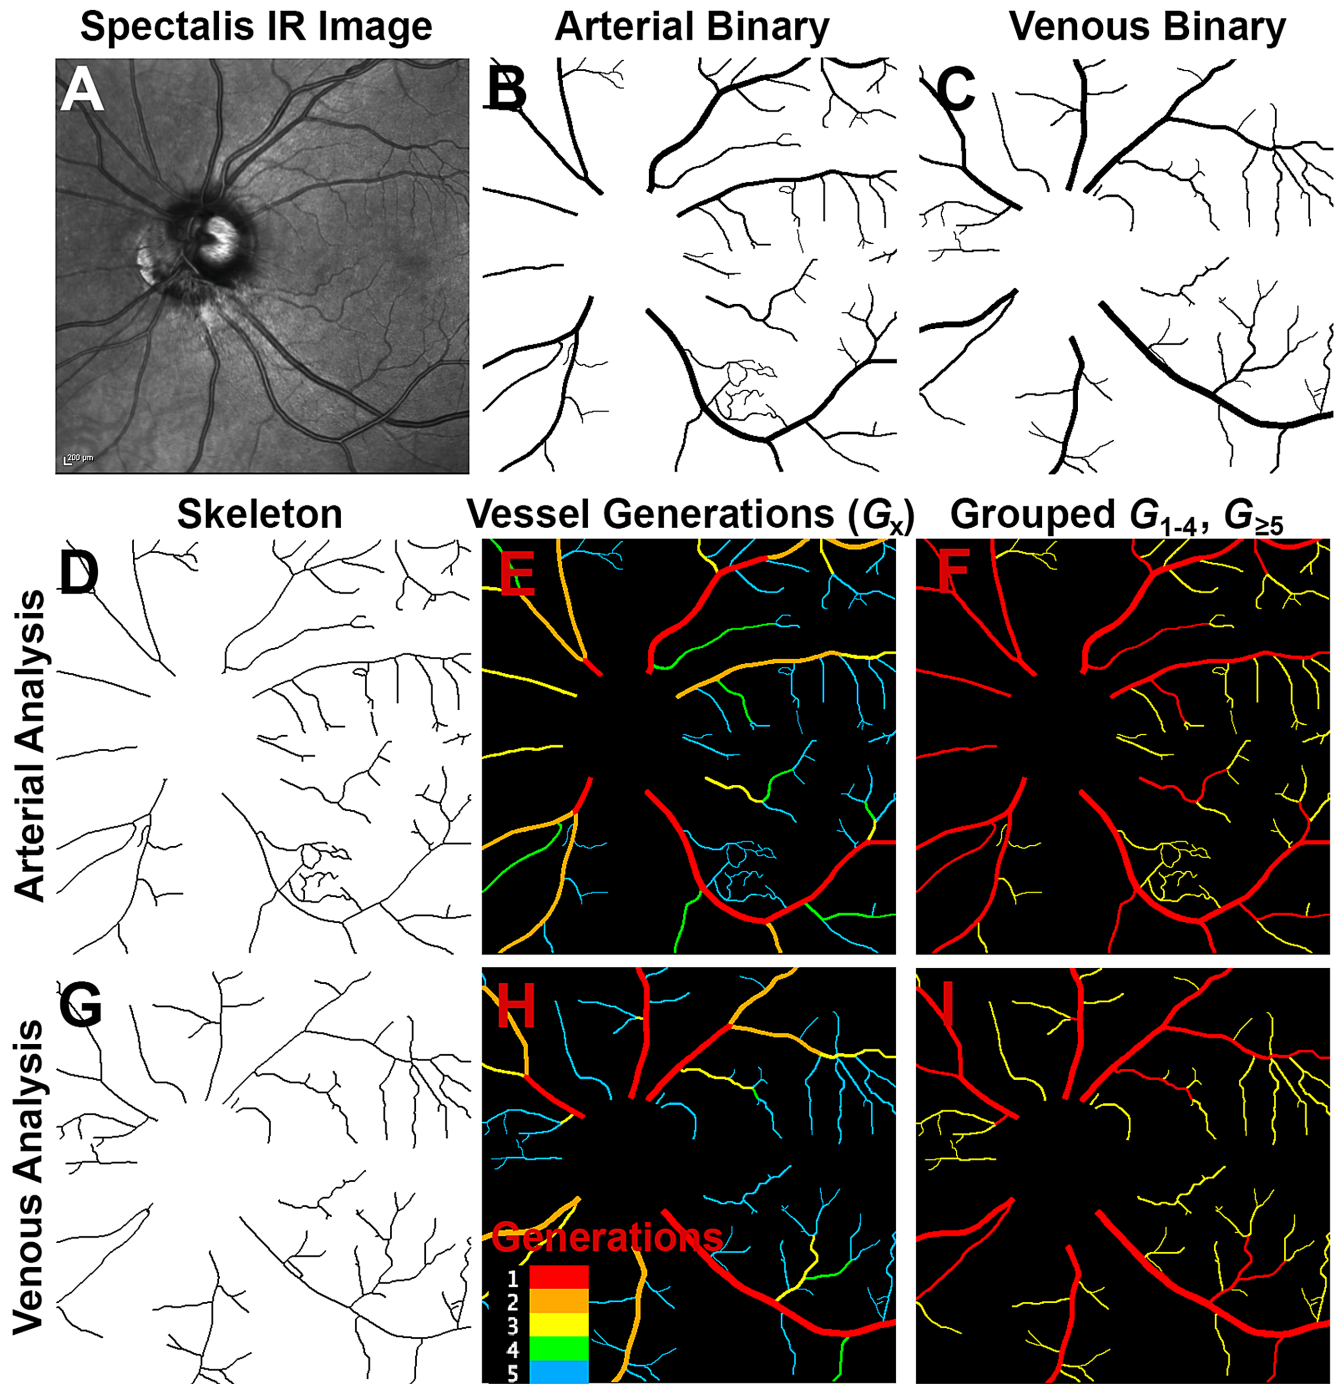 Spectalis IR Image
Arterial Binary
Venous Binary
A
B
C
200 µm
Skeleton
Vessel Generations (Gx)
Grouped G1-4, G≥5
Arterial Analysis
D
E
F
Venous Analysis
G
H
I
Generations
1
2
3
4
5